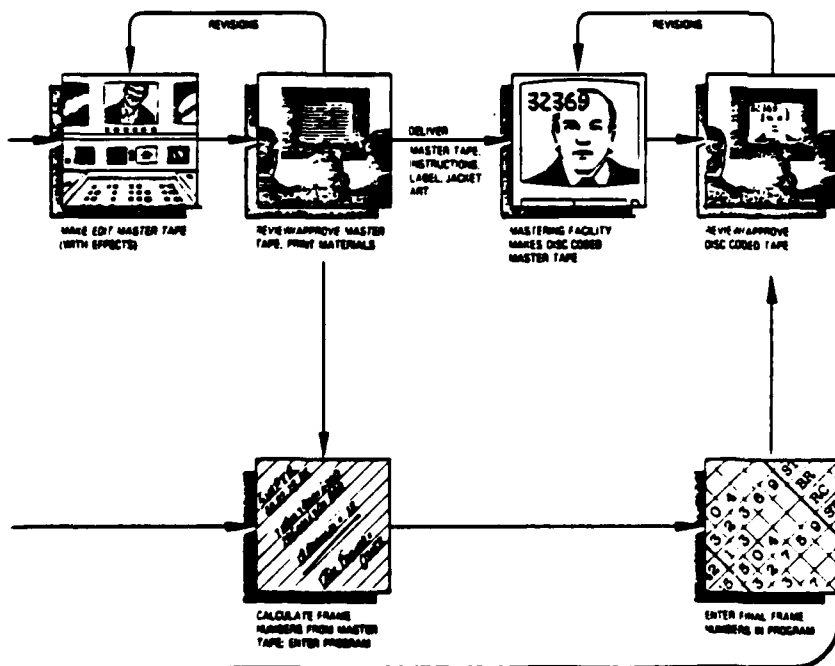 REVISIONS
REVISIONS
32369
DELIVER
MASTER TAPE,
INSTRUCTIONS,
LABEL, JACKET
ART
MAKE EDIT MASTER TAPE
(WITH EFFECTS)
REVIEW/APPROVE MASTER
TAPE, PRINT MATERIALS
MASTERING FACILITY
MAKES DISC CODED
MASTER TAPE
REVIEW/APPROVE
DISC CODED TAPE
CALCULATE FRAME
NUMBERS FROM MASTER
TAPE; ENTER PROGRAM
ENTER FINAL FRAME
NUMBERS IN PROGRAM